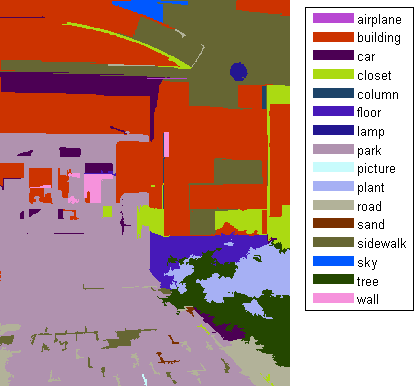 airplane
building
car
closet
column
floor
lamp
park
picture
plant
road
sand
sidewalk
sky
tree
wall